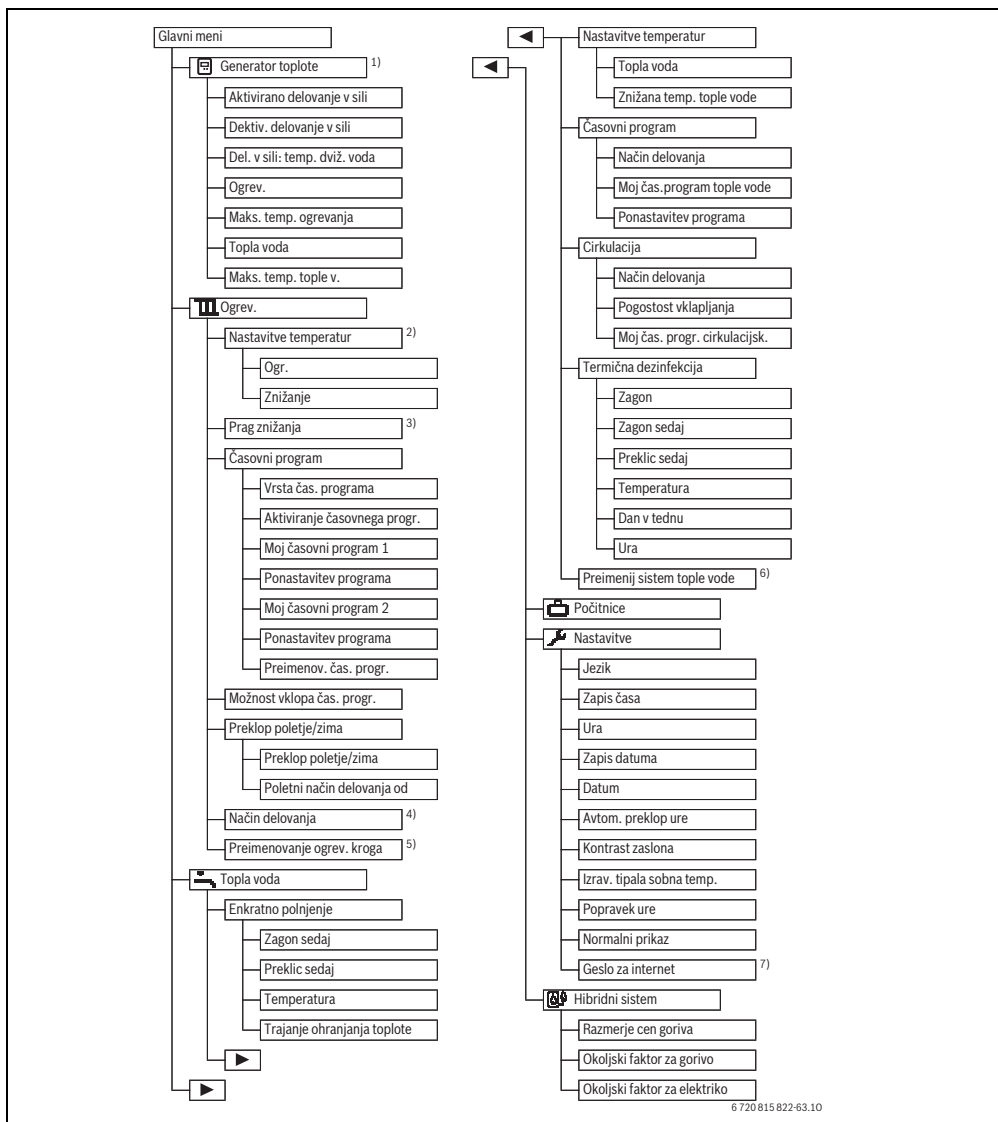 Glavni meni
Generator toplote 1)
Aktivirano delovanje v sili
Dektiv. delovanje v sili
Del. v sili: temp. dviž. voda
Ogrev.
Maks. temp. ogrevanja
Topla voda
Maks. temp. tople v.
Ogrev.
Nastavitve temperatur 2)
Ogr.
Znižanje
Prag znižanja 3)
Časovni program
Vrsta čas. programa
Aktiviranje časovnega progr.
Moj časovni program 1
Ponastavitev programa
Moj časovni program 2
Ponastavitev programa
Preimenov. čas. progr.
Možnost vklopa čas. progr.
Preklop poletje/zima
Preklop poletje/zima
Poletni način delovanja od
Način delovanja 4)
Preimenovanje ogrev. kroga 5)
Topla voda
Enkratno polnjenje
Zagon sedaj
Preklic sedaj
Temperatura
Trajanje ohranjanja toplote
Nastavitve temperatur
Topla voda
Znižana temp. tople vode
Časovni program
Način delovanja
Moj čas.program tople vode
Ponastavitev programa
Cirkulacija
Način delovanja
Pogostost vklapljanja
Moj čas. progr. cirkulacijsk.
Termična dezinfekcija
Zagon
Zagon sedaj
Preklic sedaj
Temperatura
Dan v tednu
Ura
Preimenij sistem tople vode 6)
Počitnice
Nastavitve
Jezik
Zapis časa
Ura
Zapis datuma
Datum
Avtom. preklop ure
Kontrast zaslona
Izrav. tipala sobna temp.
Popravek ure
Normalni prikaz
Geslo za internet 7)
Hibridni sistem
Razmerje cen goriva
Okoljski faktor za gorivo
Okoljski faktor za elektriko
6 720 815 822-63.1O